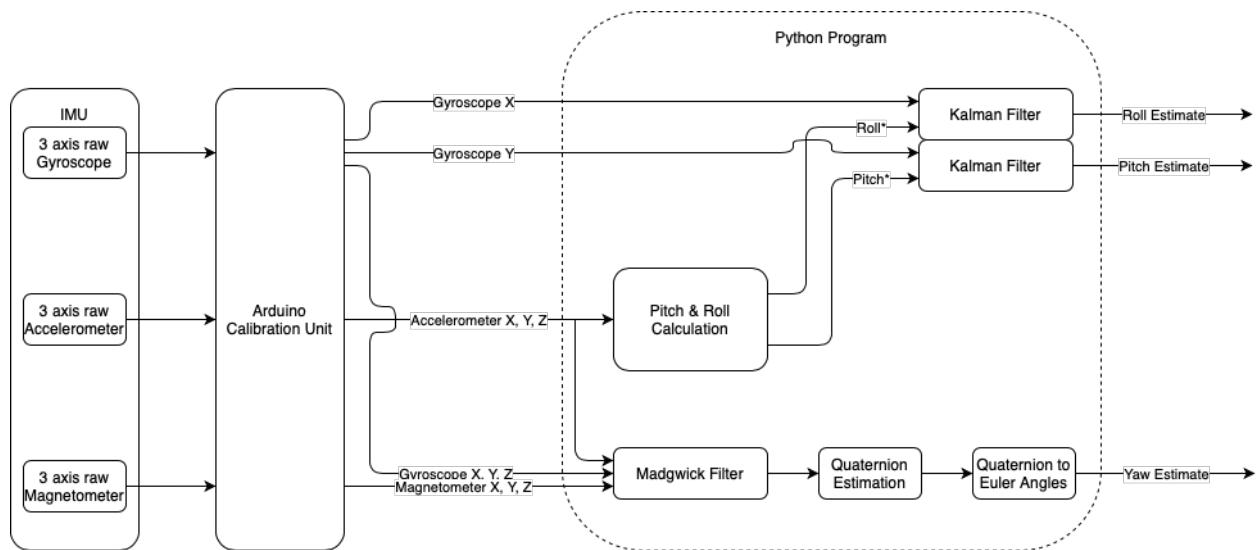 Python Program
IMU
3 axis raw
Gyroscope
3 axis raw
Accelerometer
3 axis raw
Magnetometer
Arduino
Calibration Unit
Gyroscope X
Gyroscope Y
Accelerometer X, Y, Z
Gyroscope X, Y, Z
Magnetometer X, Y, Z
Roll*
Pitch*
Kalman Filter
Kalman Filter
Pitch & Roll
Calculation
Madgwick Filter
Quaternion
Estimation
Quaternion to
Euler Angles
Roll Estimate
Pitch Estimate
Yaw Estimate